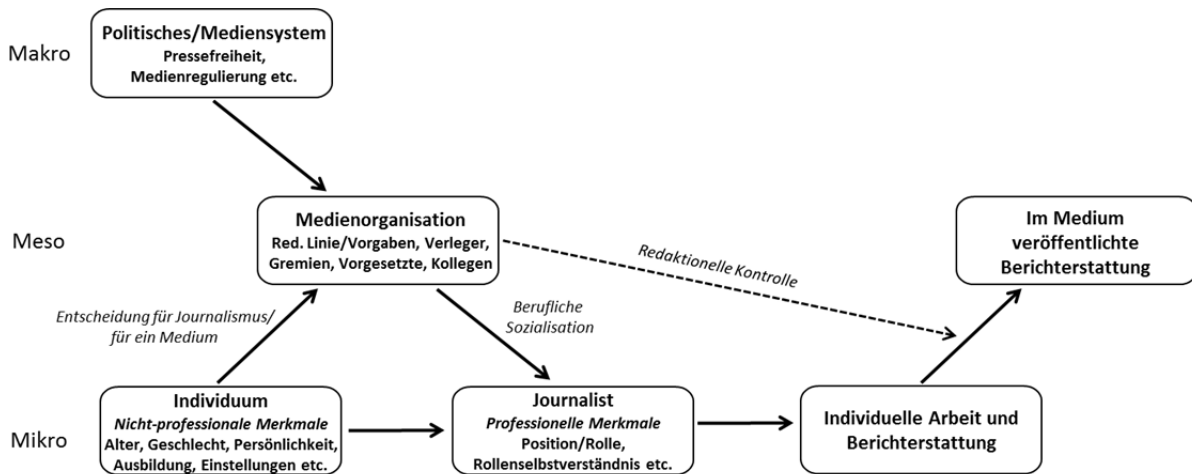 Makro
Politisches/Mediensystem
Pressefreiheit,
Medienregulierung etc.
Meso
Medienorganisation
Red. Linie/Vorgaben, Verleger,
Gremien, Vorgesetzte, Kollegen
Redaktionelle Kontrolle
Im Medium
veröffentlichte
Berichterstattung
Entscheidung für Journalismus/
für ein Medium
Berufliche
Sozialisation
Mikro
Individuum
Nicht-professionale Merkmale
Alter, Geschlecht, Persönlichkeit,
Ausbildung, Einstellungen etc.
Journalist
Professionelle Merkmale
Position/Rolle,
Rollenselbstverständnis etc.
Individuelle Arbeit und
Berichterstattung